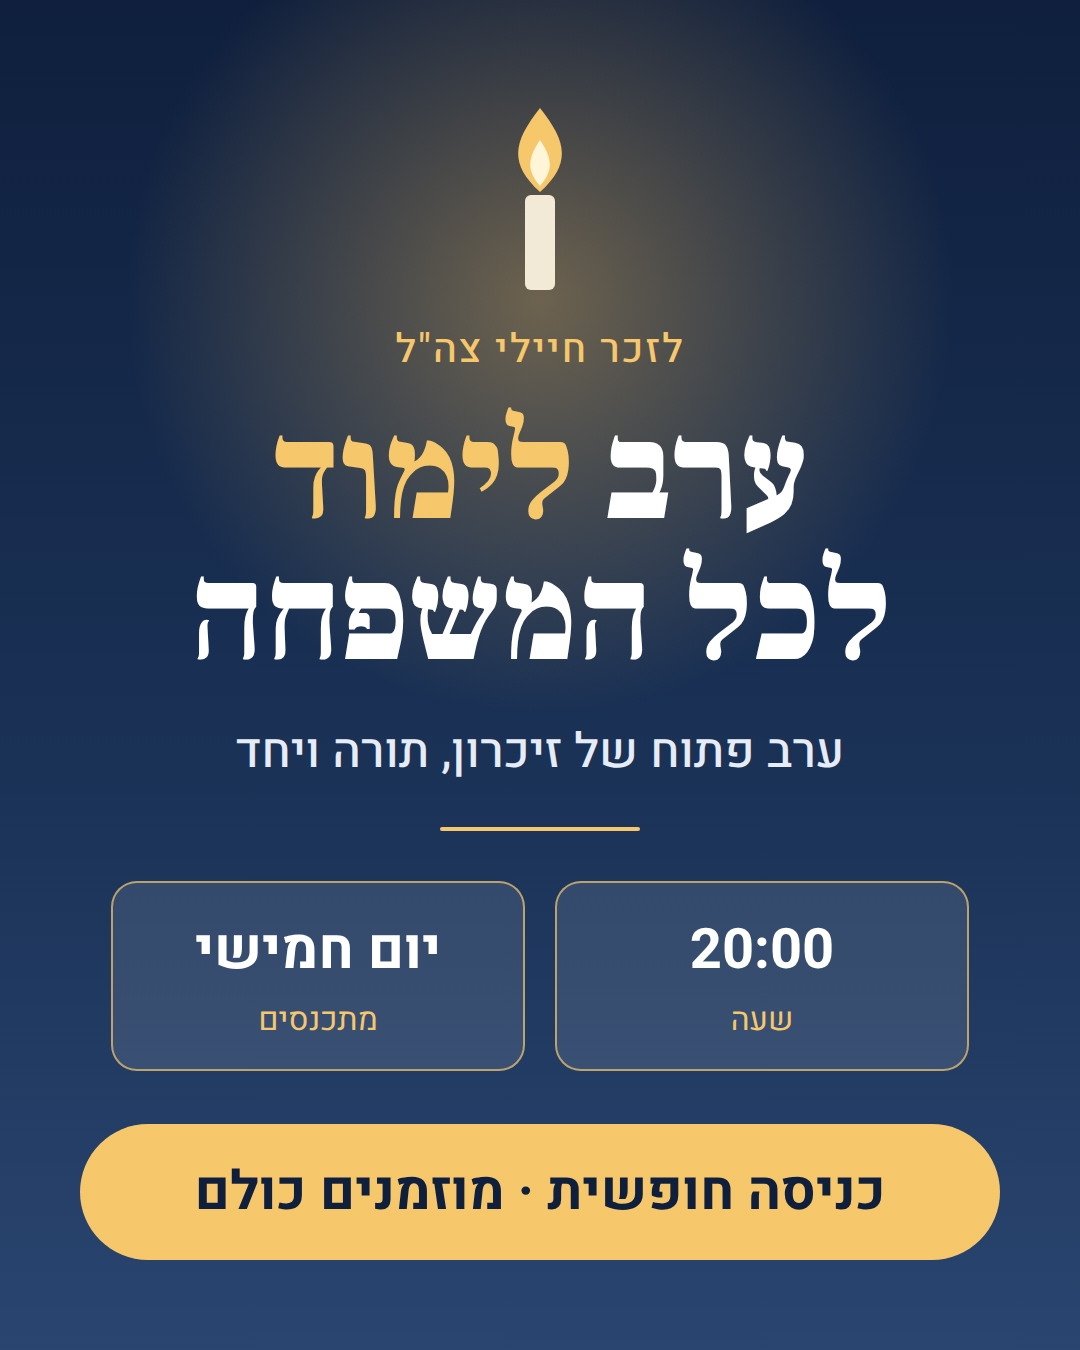 לזכר חיילי צה"ל
ערב לימוד
לכל המשפחה
ערב פתוח של זיכרון, תורה ויחד
20:00
שעה
יום חמישי
מתכנסים
כניסה חופשית · מוזמנים כולם